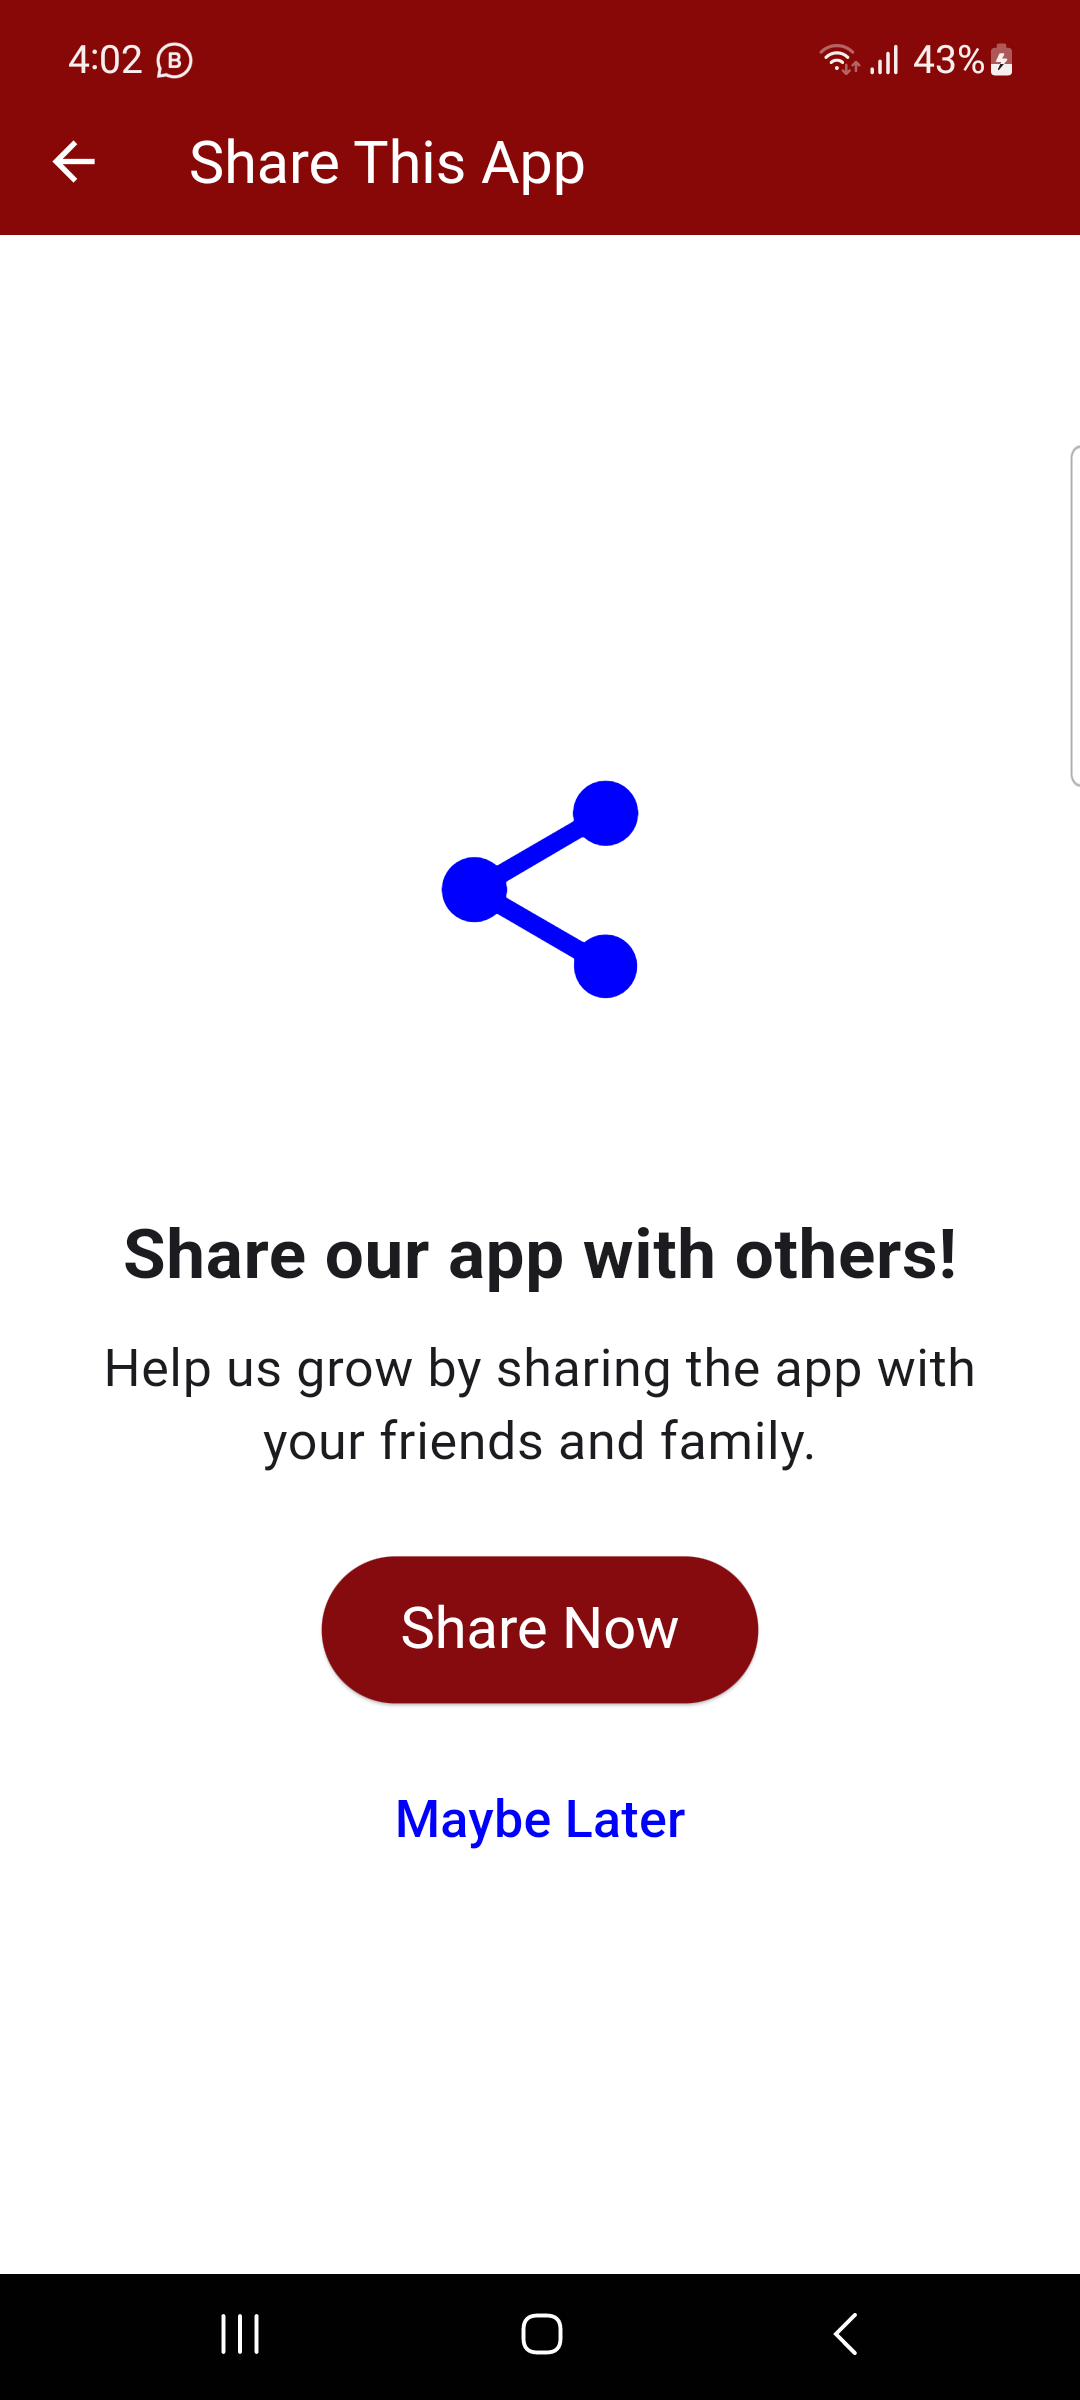 4:02 B 43%
Share This App
Share our app with others!
Help us grow by sharing the app with
your friends and family.
Share Now
Maybe Later